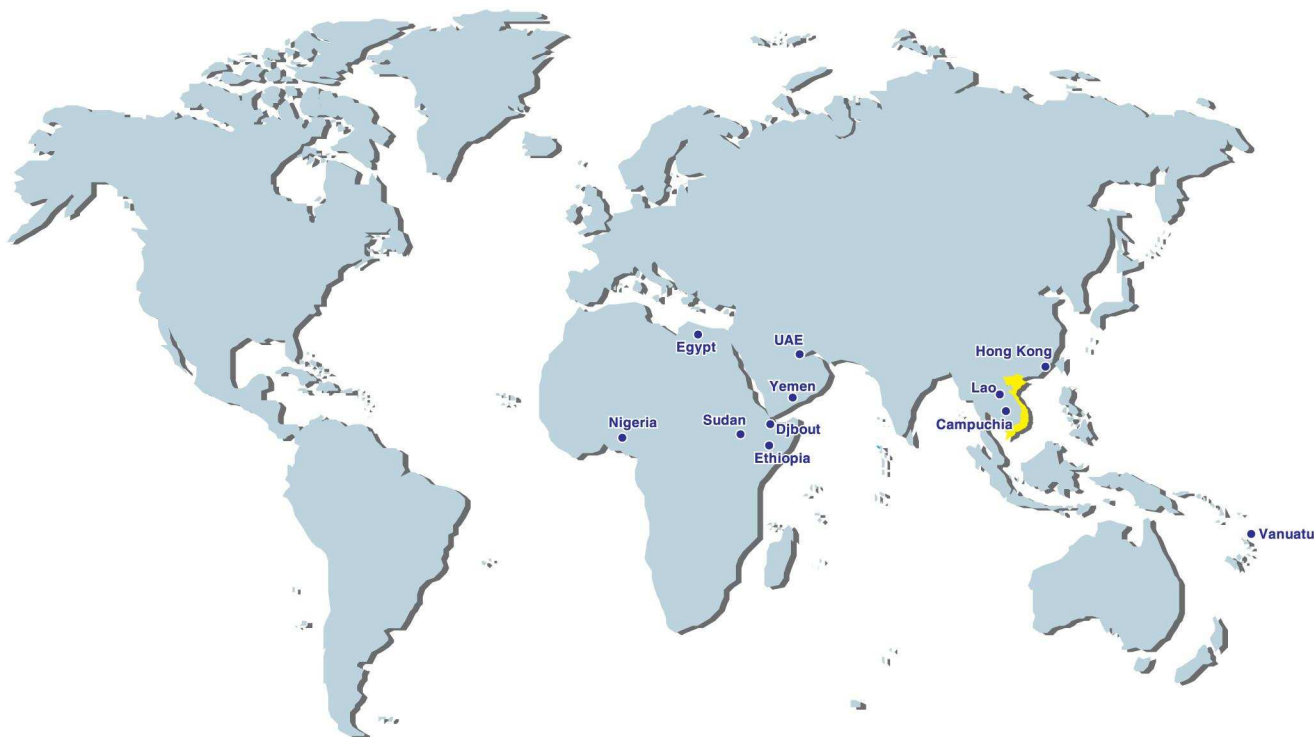 Egypt
UAE
Hong Kong
Yemen
Lao
Nigeria
Sudan
Djbout
Campuchia
Ethiopia
Vanuatu